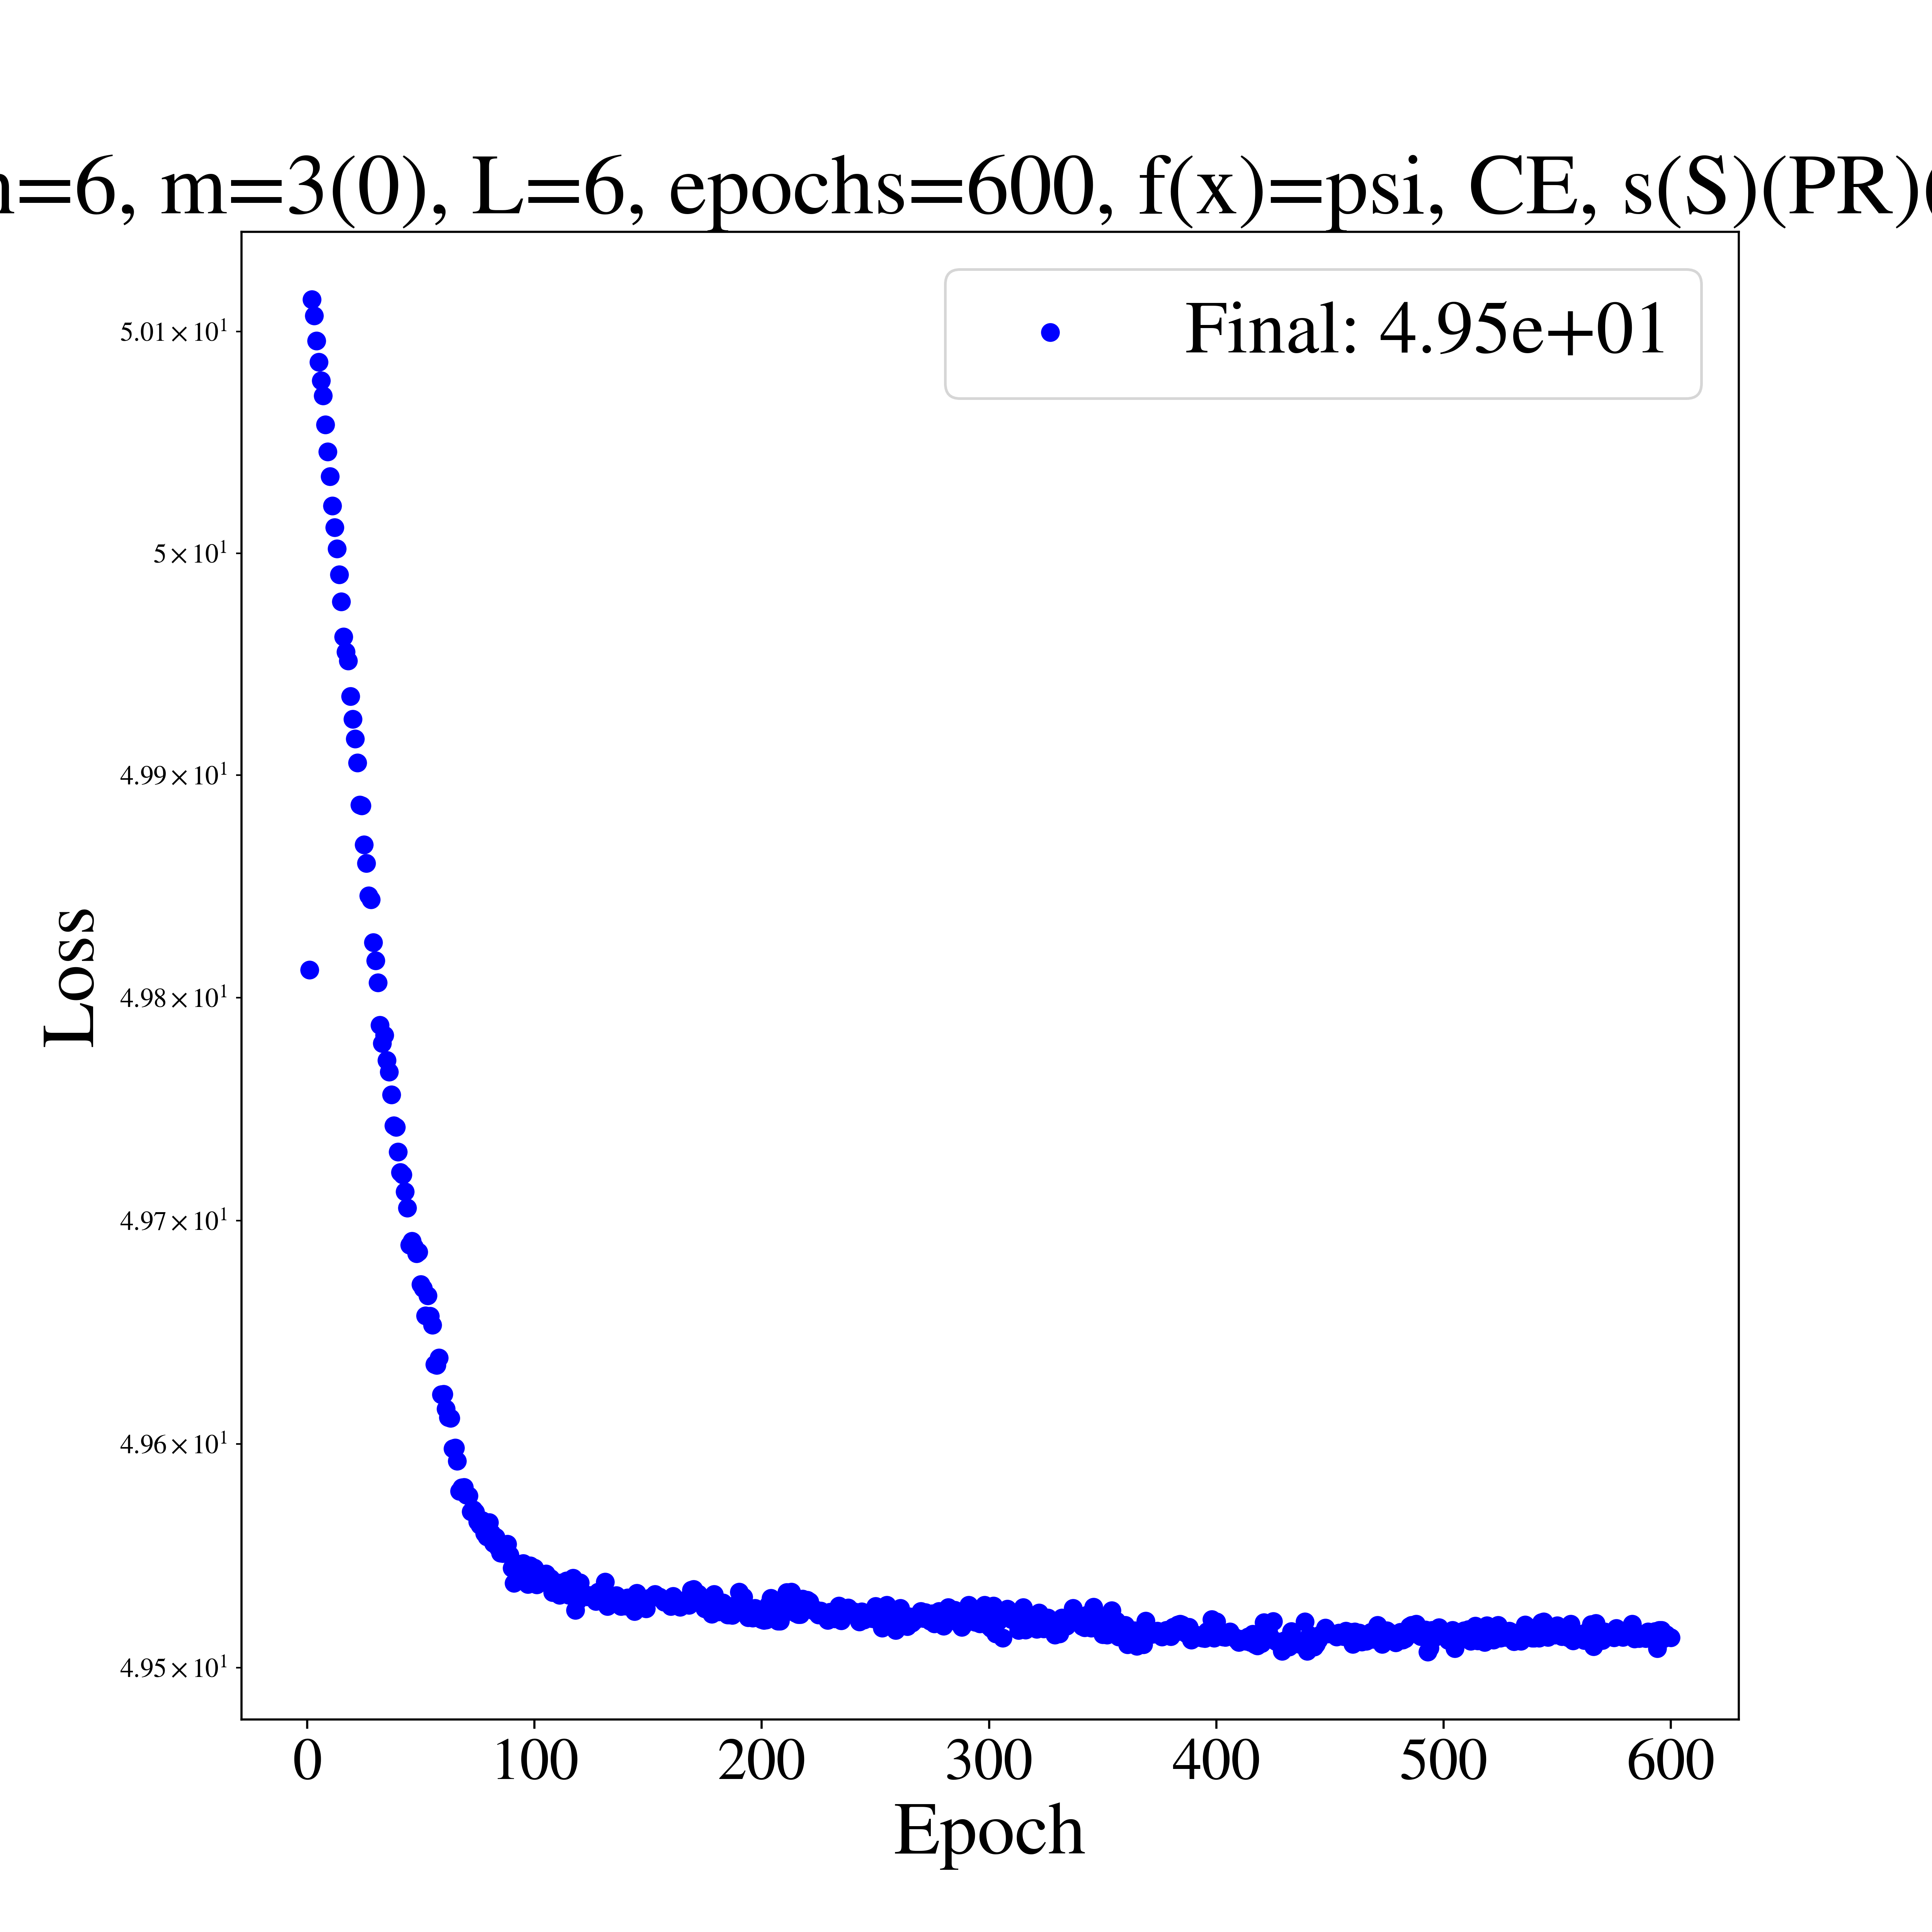 n=6, m=3(0), L=6, epochs=600, f(x)=psi, CE, s(S)(PR)(
Final: 4.95e+01
5.01×10¹
5×10¹
4.99×10¹
4.98×10¹
4.97×10¹
4.96×10¹
4.95×10¹
Loss
0 100 200 300 400 500 600
Epoch